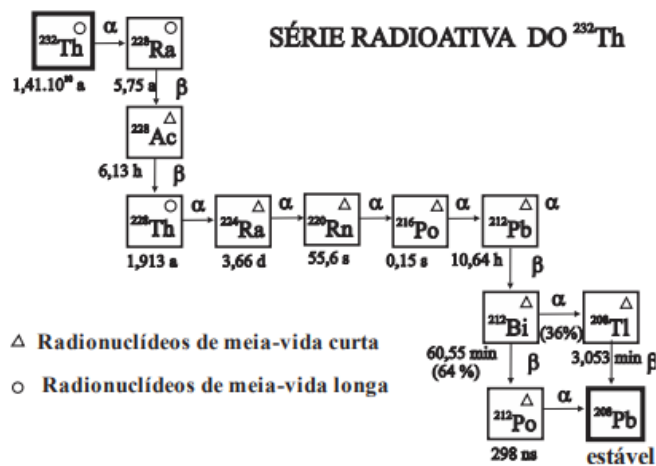 SÉRIE RADIOATIVA DO ²³²Th
²³²Th α ²²⁸Ra
1,41.10¹⁰ a 5,75 a β
²²⁸Ac
6,13 h β
²²⁸Th α ²²⁴Ra α ²²⁰Rn α ²¹⁶Po α ²¹²Pb α
1,913 a 3,66 d 55,6 s 0,15 s 10,64 h β
²¹²Bi α (36%) ²⁰⁸Tl
60,55 min (64 %) β 3,053 min β
²¹²Po α ²⁰⁸Pb
298 ns estável
Radionuclídeos de meia-vida curta
Radionuclídeos de meia-vida longa